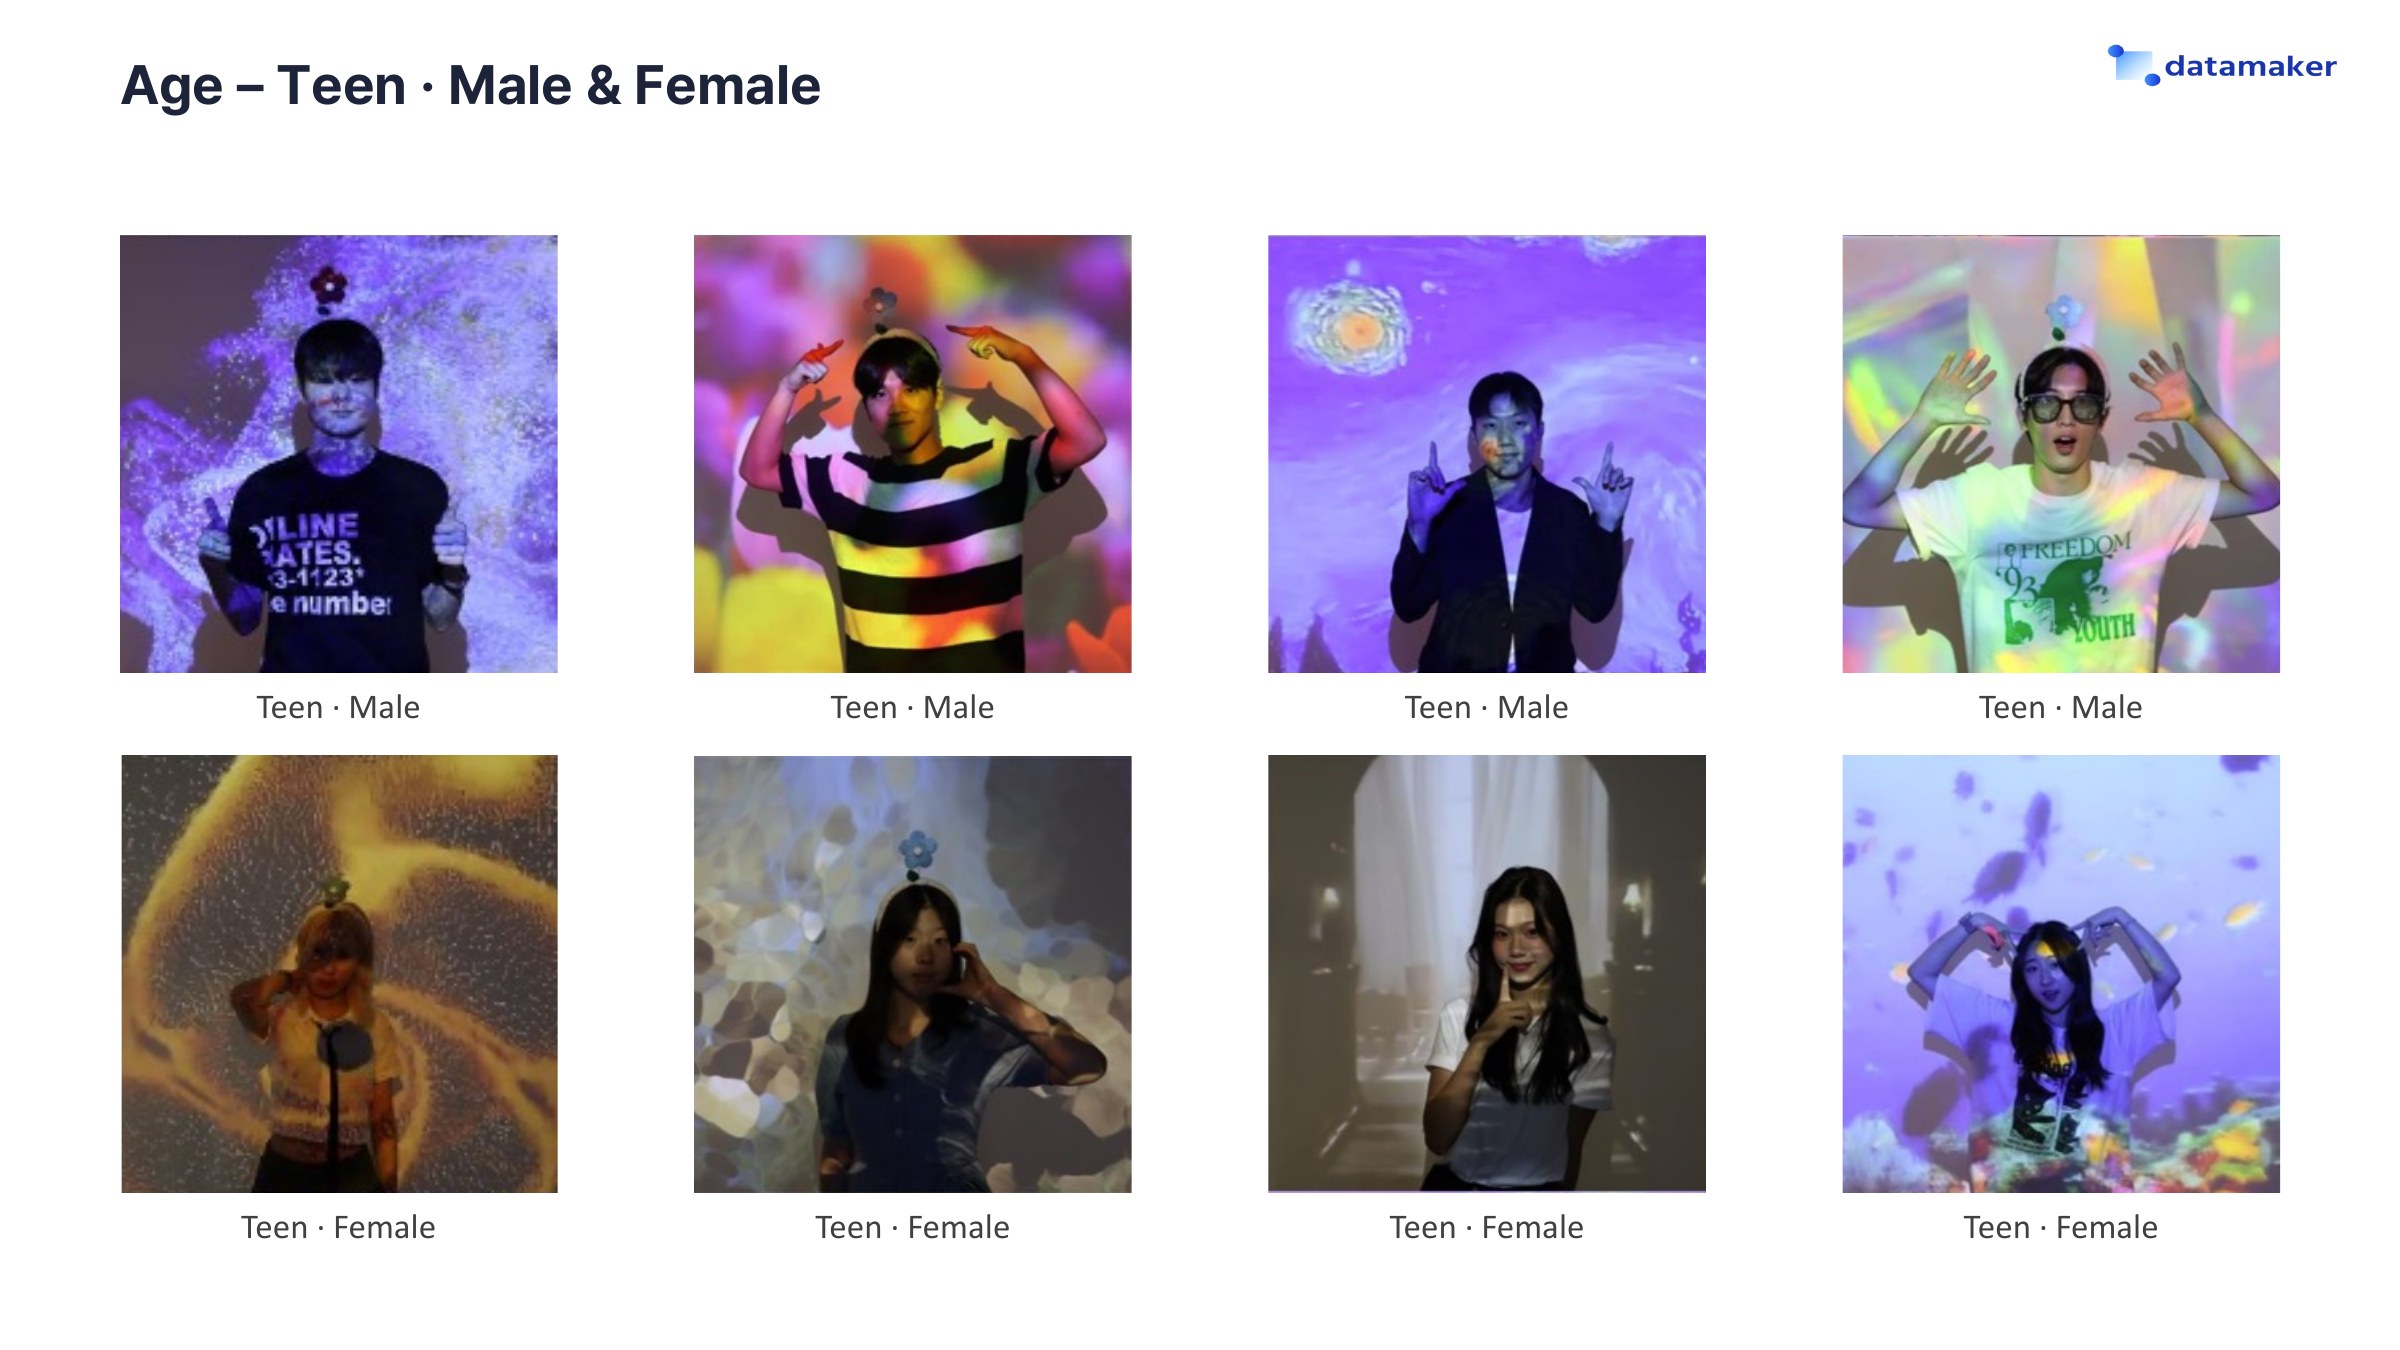 Age – Teen · Male & Female
datamaker
LINE
ATES.
3-1123*
e number
FREEDOM
'93
YOUTH
Teen · Male
Teen · Male
Teen · Male
Teen · Male
Teen · Female
Teen · Female
Teen · Female
Teen · Female